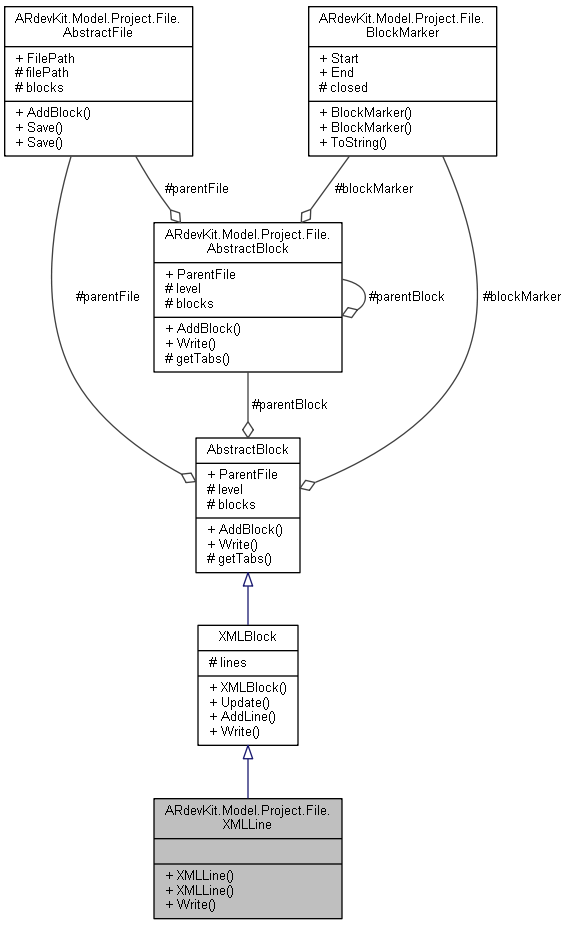 ARdevKit.Model.Project.File.
AbstractFile
+ FilePath
# filePath
# blocks
+ AddBlock()
+ Save()
+ Save()
ARdevKit.Model.Project.File.
BlockMarker
+ Start
+ End
# closed
+ BlockMarker()
+ BlockMarker()
+ ToString()
#parentFile
#blockMarker
ARdevKit.Model.Project.File.
AbstractBlock
+ ParentFile
# level
# blocks
+ AddBlock()
+ Write()
# getTabs()
#parentFile
#parentBlock
#blockMarker
#parentBlock
AbstractBlock
+ ParentFile
# level
# blocks
+ AddBlock()
+ Write()
# getTabs()
XMLBlock
# lines
+ XMLBlock()
+ Update()
+ AddLine()
+ Write()
ARdevKit.Model.Project.File.
XMLLine
+ XMLLine()
+ XMLLine()
+ Write()